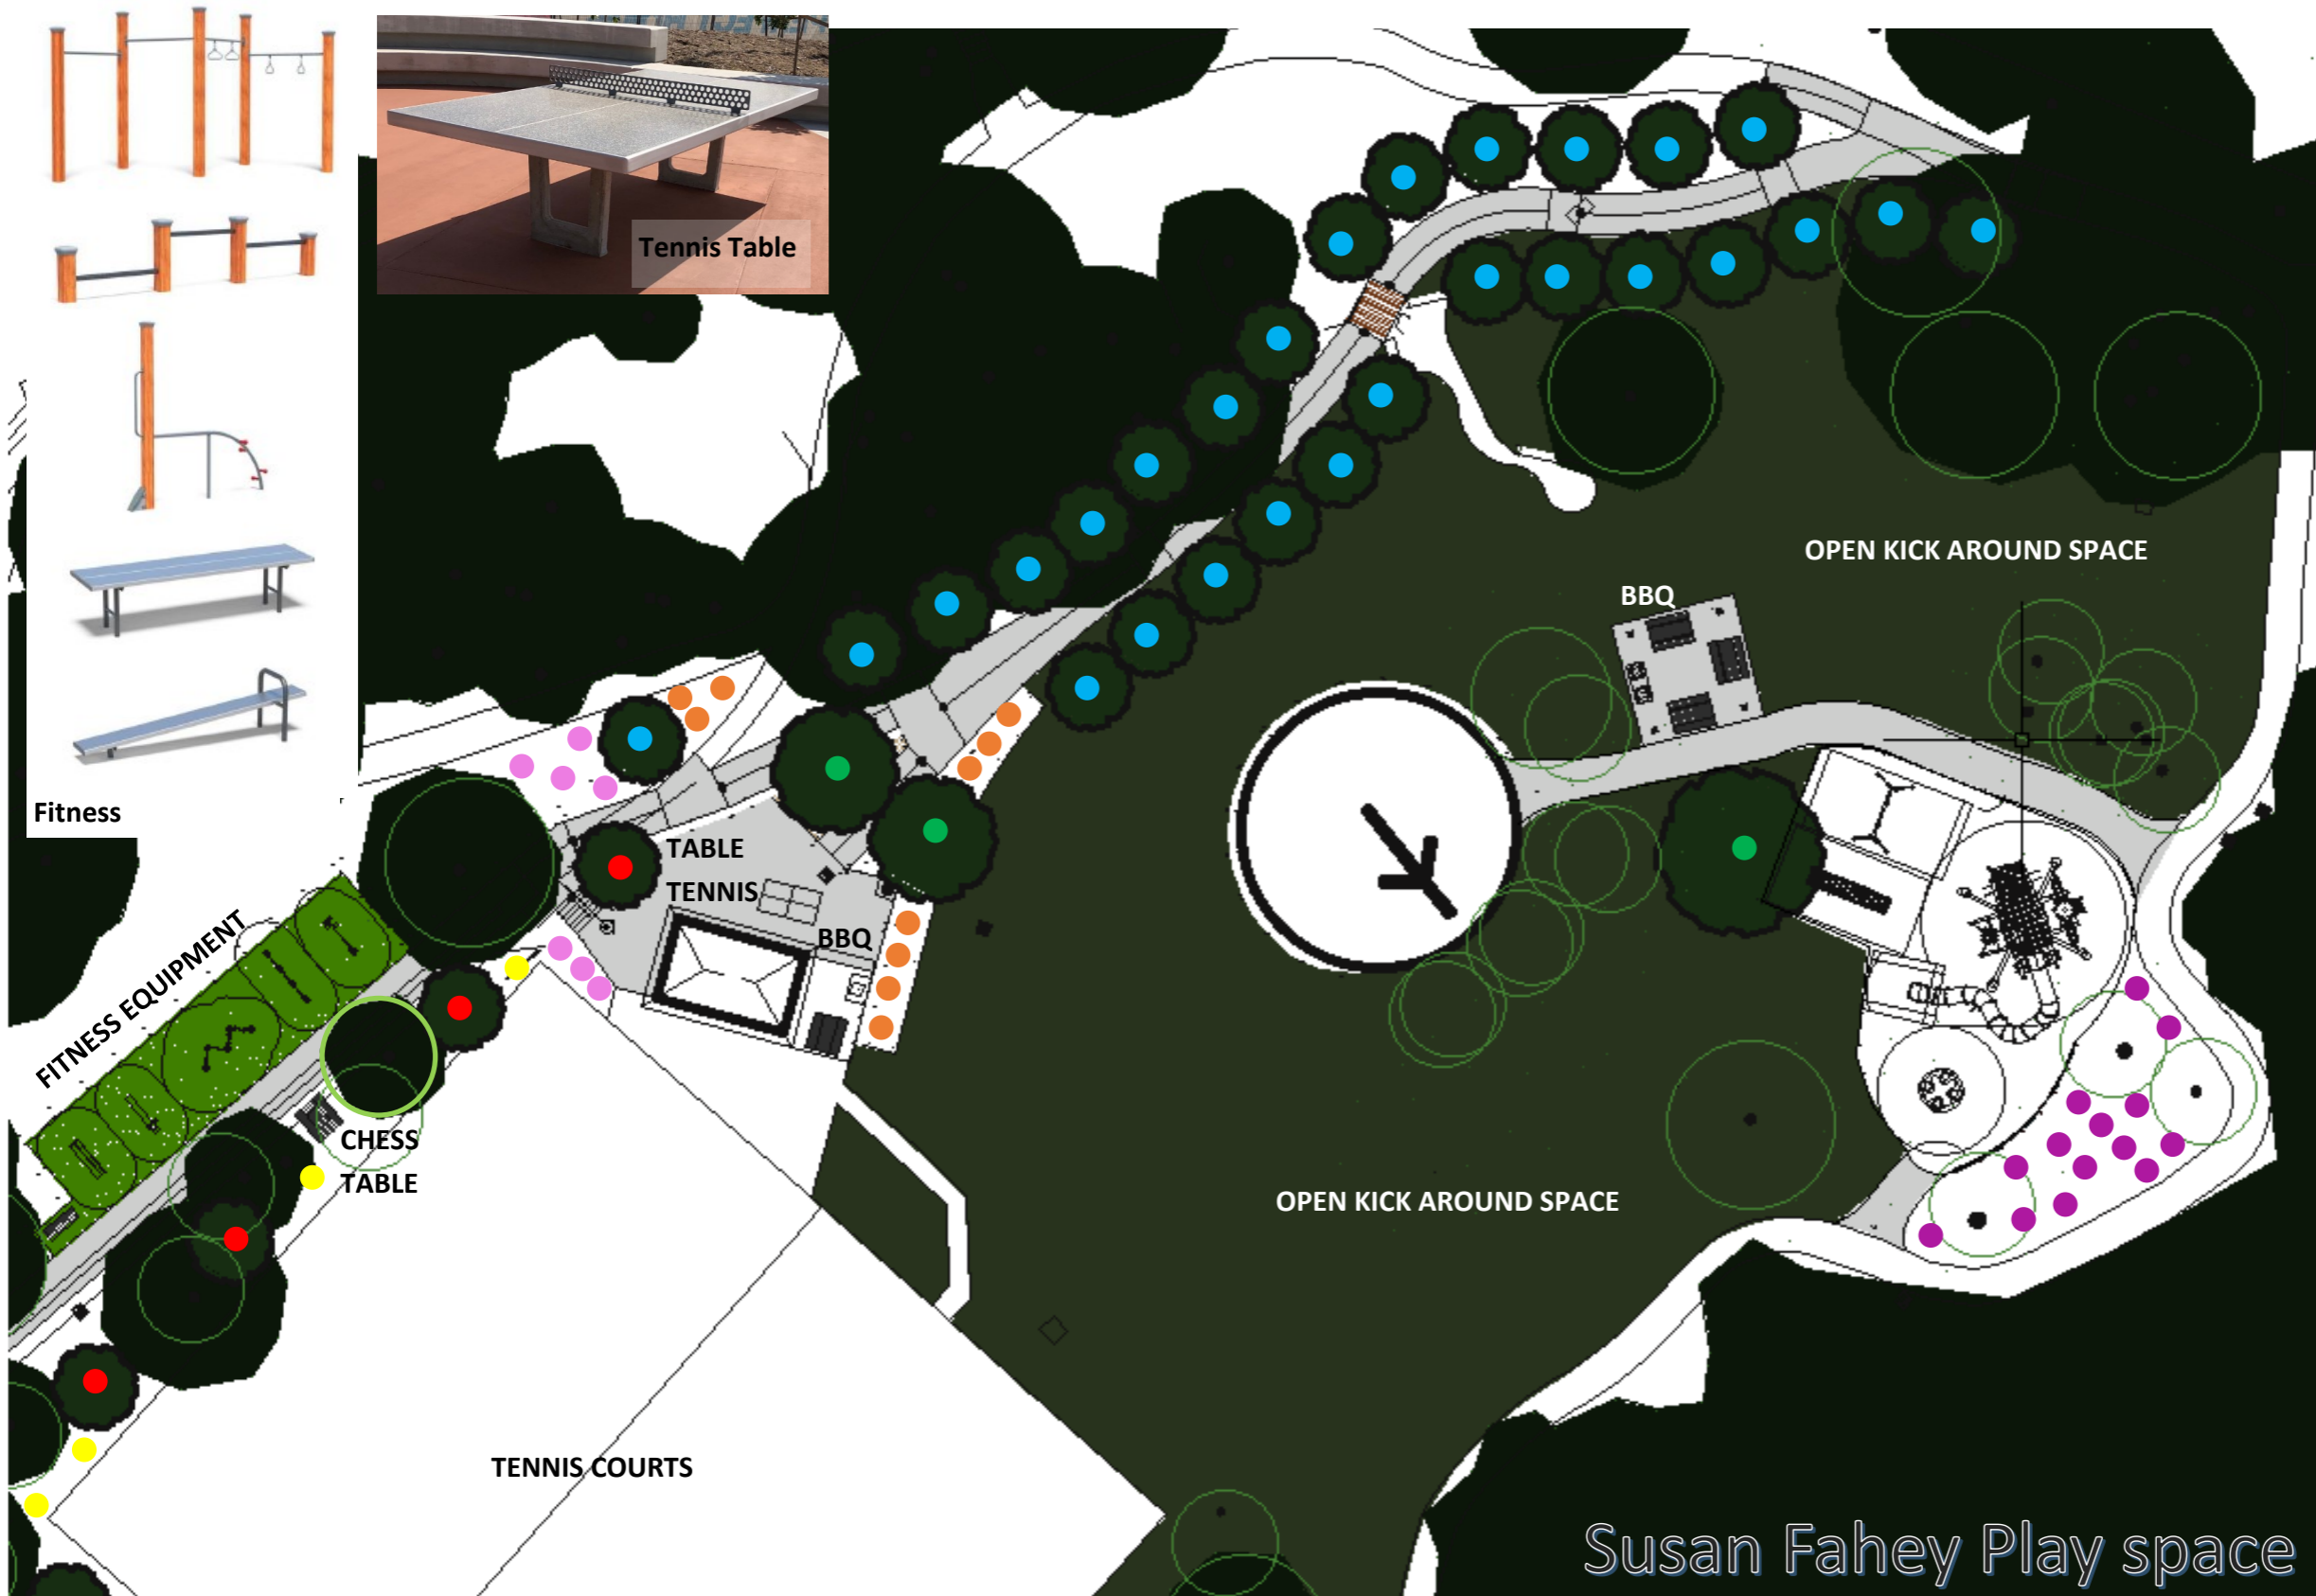 Tennis Table
Fitness
OPEN KICK AROUND SPACE
BBQ
TABLE
TENNIS
BBQ
FITNESS EQUIPMENT
CHESS
TABLE
OPEN KICK AROUND SPACE
TENNIS COURTS
Susan Fahey Play space